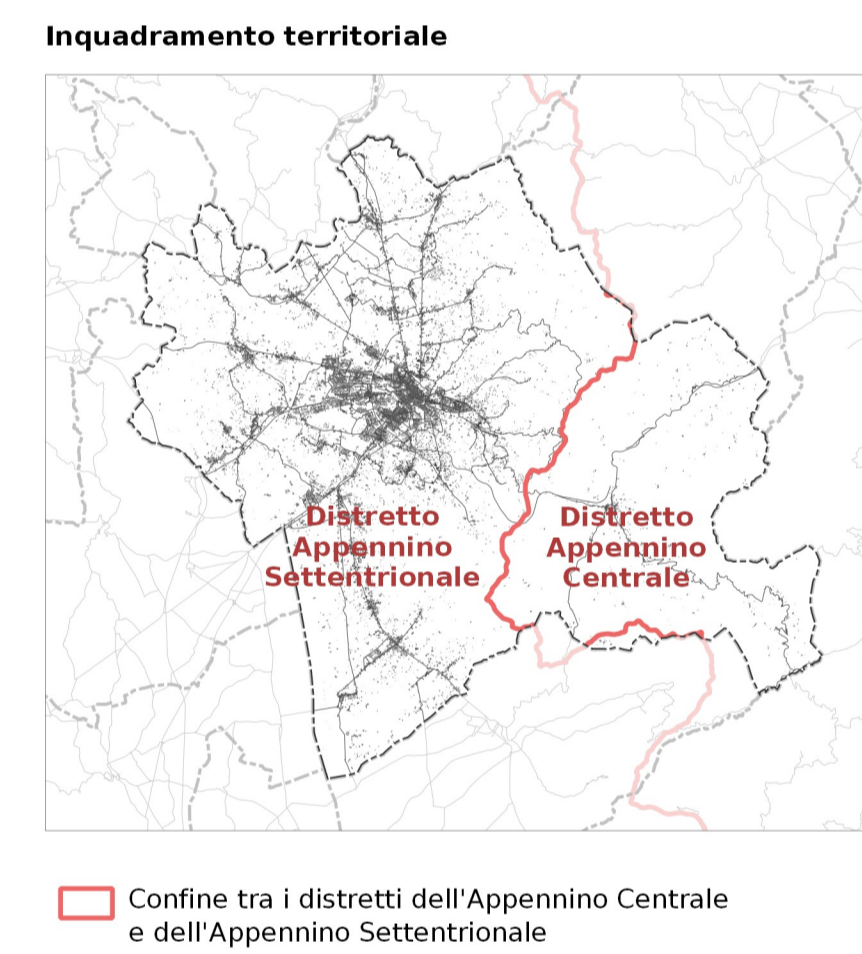 Inquadramento territoriale
Distretto
Appennino
Settentrionale
Distretto
Appennino
Centrale
Confine tra i distretti dell'Appennino Centrale
e dell'Appennino Settentrionale